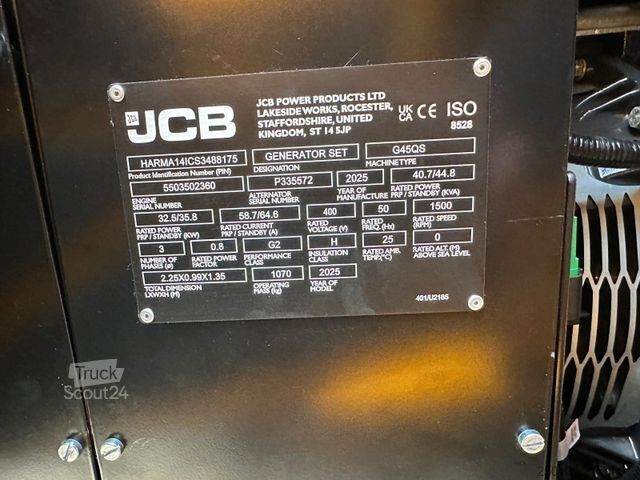 JCB
JCB POWER PRODUCTS LTD
LAKESIDE WORKS, ROCESTER,
STAFFORDSHIRE, UNITED
KINGDOM, ST14 5JP
UK CA CE ISO
8528
HARMA14ICS3488175 GENERATOR SET G45QS
Product Identification Number (PIN) DESIGNATION MACHINE TYPE
5503502360 P335572 2025 40.7/44.8
ENGINE SERIAL NUMBER ALTERNATOR SERIAL NUMBER YEAR OF MANUFACTURE RATED POWER PRP / STANDBY (KVA)
32.5/35.8 58.7/64.6 400 50 1500
RATED POWER PRP / STANDBY (KW) RATED CURRENT PRP / STANDBY (A) RATED VOLTAGE (V) RATED FREQ. (Hz) RATED SPEED (RPM)
3 0.8 G2 H 25 0
NUMBER OF PHASES (ø) RATED POWER FACTOR PERFORMANCE CLASS INSULATION CLASS RATED AMB. TEMP.(°C) RATED ALT. (M) ABOVE SEA LEVEL
2.25X0.99X1.35 1070 2025
TOTAL DIMENSION LXWXH (M) OPERATING MASS (kg) YEAR OF MODEL
401/U2185
Truck
Scout24